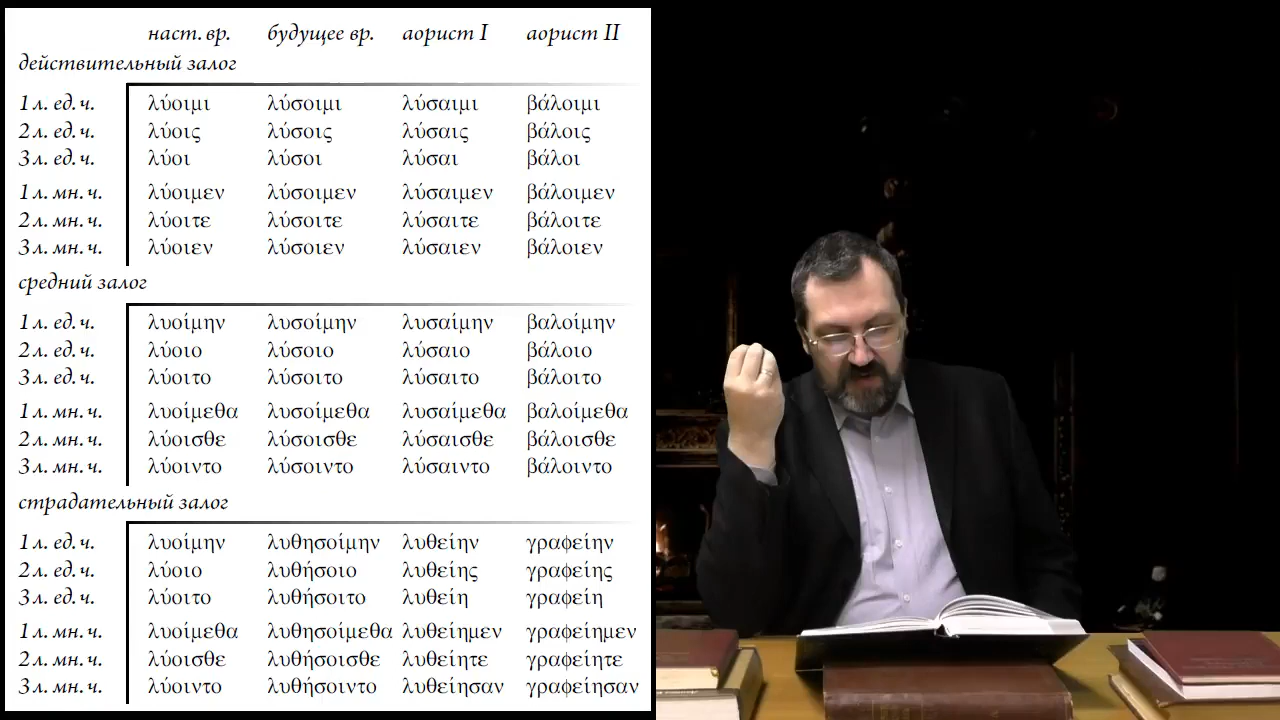 наст. вр. будущее вр. аорист I аорист II
действительный залог
1 л. ед. ч. λύοιμι λύσοιμι λύσαιμι βάλοιμι
2 л. ед. ч. λύοις λύσοις λύσαις βάλοις
3 л. ед. ч. λύοι λύσοι λύσαι βάλοι
1 л. мн. ч. λύοιμεν λύσοιμεν λύσαιμεν βάλοιμεν
2 л. мн. ч. λύοιτε λύσοιτε λύσαιτε βάλοιτε
3 л. мн. ч. λύοιεν λύσοιεν λύσαιεν βάλοιεν
средний залог
1 л. ед. ч. λυοίμην λυσοίμην λυσαίμην βαλοίμην
2 л. ед. ч. λύοιο λύσοιο λύσαιο βάλοιο
3 л. ед. ч. λύοιτο λύσοιτο λύσαιτο βάλοιτο
1 л. мн. ч. λυοίμεθα λυσοίμεθα λυσαίμεθα βαλοίμεθα
2 л. мн. ч. λύοισθε λύσοισθε λύσαισθε βάλοισθε
3 л. мн. ч. λύοιντο λύσοιντο λύσαιντο βάλοιντο
страдательный залог
1 л. ед. ч. λυοίμην λυθησοίμην λυθείην γραφείην
2 л. ед. ч. λύοιο λυθήσοιο λυθείης γραφείης
3 л. ед. ч. λύοιτο λυθήσοιτο λυθείη γραφείη
1 л. мн. ч. λυοίμεθα λυθησοίμεθα λυθείημεν γραφείημεν
2 л. мн. ч. λύοισθε λυθήσοισθε λυθείητε γραφείητε
3 л. мн. ч. λύοιντο λυθήσοιντο λυθείησαν γραφείησαν